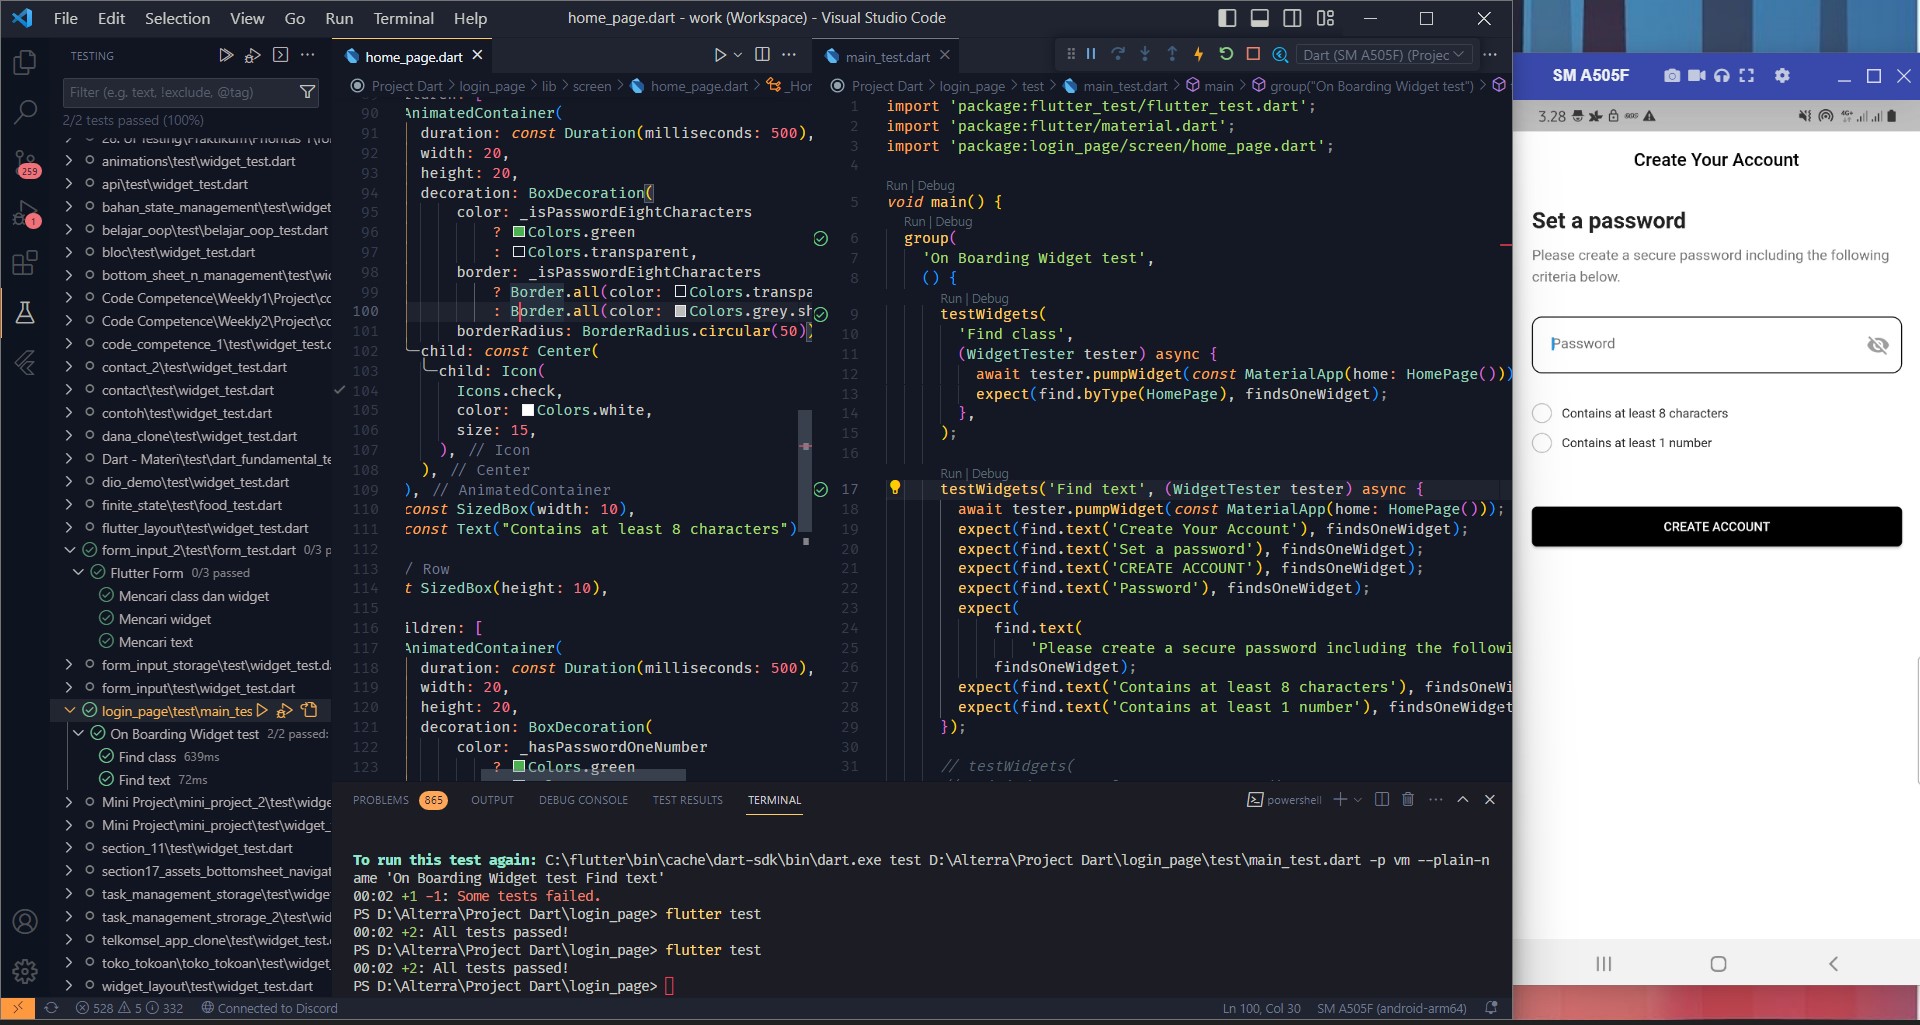 File Edit Selection View Go Run Terminal Help
home_page.dart - work (Workspace) - Visual Studio Code
TESTING
Filter (e.g. text, !exclude, @tag)
2/2 tests passed (100%)
animations\test\widget_test.dart
api\test\widget_test.dart
bahan_state_management\test\widget
belajar_oop\test\belajar_oop_test.dart
bloc\test\widget_test.dart
bottom_sheet_n_management\test\wid
Code Competence\Weekly1\Project\co
Code Competence\Weekly2\Project\co
code_competence_1\test\widget_test.d
contact_2\test\widget_test.dart
contact\test\widget_test.dart
contoh\test\widget_test.dart
dana_clone\test\widget_test.dart
Dart - Materi\test\dart_fundamental_te
dio_demo\test\widget_test.dart
finite_state\test\food_test.dart
flutter_layout\test\widget_test.dart
form_input_2\test\form_test.dart 0/3 p
Flutter Form 0/3 passed
Mencari class dan widget
Mencari widget
Mencari text
form_input_storage\test\widget_test.da
form_input\test\widget_test.dart
login_page\test\main_tes
On Boarding Widget test 2/2 passed:
Find class 639ms
Find text 72ms
Mini Project\mini_project_2\test\widge
Mini Project\mini_project\test\widget_
section_11\test\widget_test.dart
section17_assets_bottomsheet_navigat
task_management_storage\test\widge
task_management_strorage_2\test\wid
telkomsel_app_clone\test\widget_test.
toko_tokoan\toko_tokoan\test\widget_
widget_layout\test\widget_test.dart
259
1
home_page.dart
Project Dart > login_page > lib > screen > home_page.dart > _Hor
90 AnimatedContainer(
91 duration: const Duration(milliseconds: 500),
92 width: 20,
93 height: 20,
94 decoration: BoxDecoration(
95 color: _isPasswordEightCharacters
96 ? Colors.green
97 : Colors.transparent,
98 border: _isPasswordEightCharacters
99 ? Border.all(color: Colors.transpa
100 : Border.all(color: Colors.grey.sh
101 borderRadius: BorderRadius.circular(50)
102 child: const Center(
103 child: Icon(
104 Icons.check,
105 color: Colors.white,
106 size: 15,
107 ), // Icon
108 ), // Center
109 ), // AnimatedContainer
110 const SizedBox(width: 10),
111 const Text("Contains at least 8 characters")
112
113 / Row
114 t SizedBox(height: 10),
115
116 ildren: [
117 AnimatedContainer(
118 duration: const Duration(milliseconds: 500),
119 width: 20,
120 height: 20,
121 decoration: BoxDecoration(
122 color: _hasPasswordOneNumber
123 ? Colors.green
main_test.dart
Dart (SM A505F) (Projec
Project Dart > login_page > test > main_test.dart > main > group("On Boarding Widget test")
1 import 'package:flutter_test/flutter_test.dart';
2 import 'package:flutter/material.dart';
3 import 'package:login_page/screen/home_page.dart';
4
Run | Debug
5 void main() {
Run | Debug
6 group(
7 'On Boarding Widget test',
8 () {
Run | Debug
9 testWidgets(
10 'Find class',
11 (WidgetTester tester) async {
12 await tester.pumpWidget(const MaterialApp(home: HomePage()))
13 expect(find.byType(HomePage), findsOneWidget);
14 },
15 );
16
Run | Debug
17 testWidgets('Find text', (WidgetTester tester) async {
18 await tester.pumpWidget(const MaterialApp(home: HomePage()));
19 expect(find.text('Create Your Account'), findsOneWidget);
20 expect(find.text('Set a password'), findsOneWidget);
21 expect(find.text('CREATE ACCOUNT'), findsOneWidget);
22 expect(find.text('Password'), findsOneWidget);
23 expect(
24 find.text(
25 'Please create a secure password including the followi
26 findsOneWidget);
27 expect(find.text('Contains at least 8 characters'), findsOneWi
28 expect(find.text('Contains at least 1 number'), findsOneWidget
29 });
30
31 // testWidgets(
PROBLEMS 865 OUTPUT DEBUG CONSOLE TEST RESULTS TERMINAL
powershell
To run this test again: C:\flutter\bin\cache\dart-sdk\bin\dart.exe test D:\Alterra\Project Dart\login_page\test\main_test.dart -p vm --plain-n
ame 'On Boarding Widget test Find text'
00:02 +1 -1: Some tests failed.
PS D:\Alterra\Project Dart\login_page> flutter test
00:02 +2: All tests passed!
PS D:\Alterra\Project Dart\login_page> flutter test
00:02 +2: All tests passed!
PS D:\Alterra\Project Dart\login_page>
528 5 332 Connected to Discord
Ln 100, Col 30 SM A505F (android-arm64)
SM A505F
3.28
Create Your Account
Set a password
Please create a secure password including the following
criteria below.
Password
Contains at least 8 characters
Contains at least 1 number
CREATE ACCOUNT